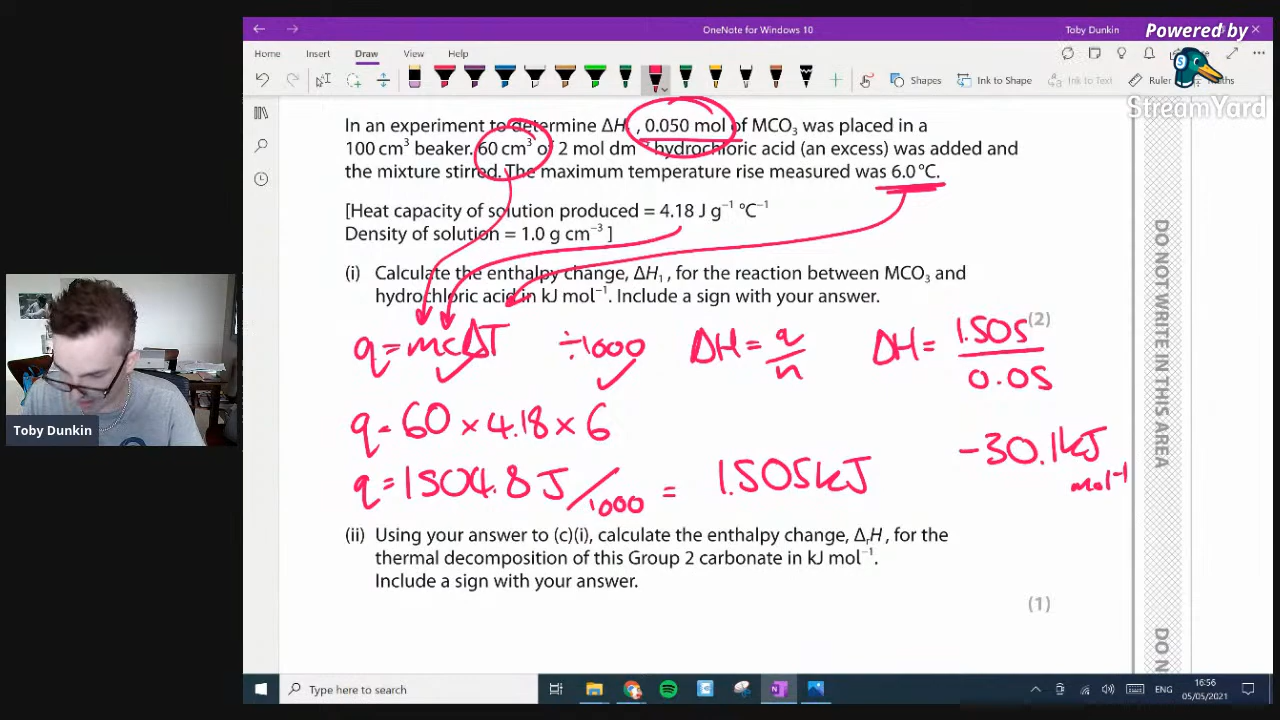 OneNote for Windows 10
Toby Dunkin
Powered by
StreamYard
Home Insert Draw View Help
Shapes Ink to Shape Ruler
In an experiment to determine ΔH , 0.050 mol of MCO₃ was placed in a
100 cm³ beaker. 60 cm³ of 2 mol dm⁻³ hydrochloric acid (an excess) was added and
the mixture stirred. The maximum temperature rise measured was 6.0 °C.
[Heat capacity of solution produced = 4.18 J g⁻¹ °C⁻¹
Density of solution = 1.0 g cm⁻³ ]
(i) Calculate the enthalpy change, ΔH₁ , for the reaction between MCO₃ and
hydrochloric acid in kJ mol⁻¹. Include a sign with your answer.
(2)
q = mcΔT ÷1000 ΔH = q/n ΔH = 1.505/0.05
q = 60 × 4.18 × 6
-30.1kJ mol⁻¹
q = 1504.8 J/1000 = 1.505kJ
(ii) Using your answer to (c)(i), calculate the enthalpy change, ΔᵣH , for the
thermal decomposition of this Group 2 carbonate in kJ mol⁻¹.
Include a sign with your answer.
(1)
DO NOT WRITE IN THIS AREA
DO N
Toby Dunkin
Type here to search
ENG
16:56
05/05/2021